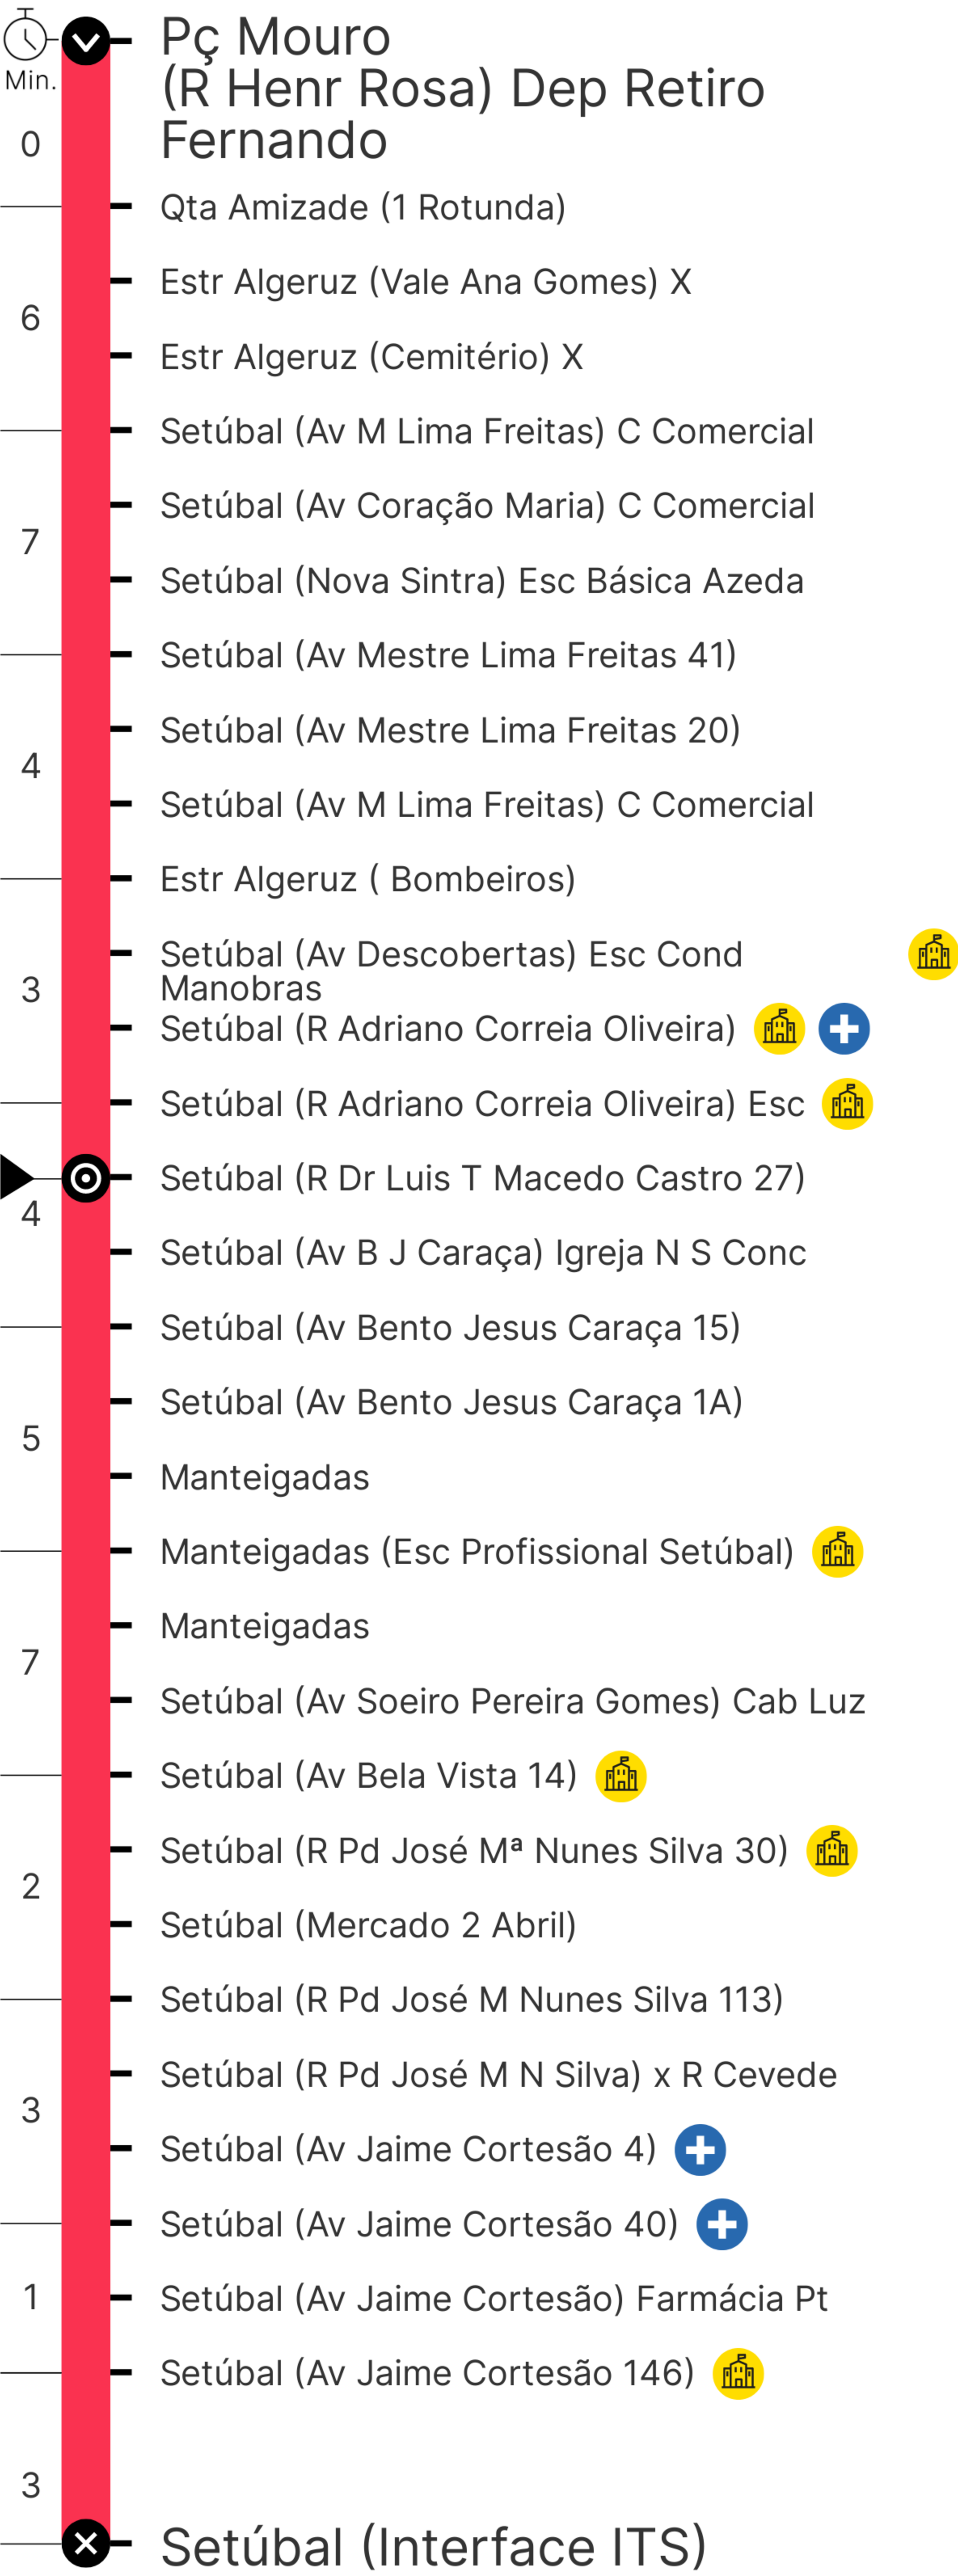 Min.
Pç Mouro
(R Henr Rosa) Dep Retiro
Fernando
0
Qta Amizade (1 Rotunda)
Estr Algeruz (Vale Ana Gomes) X
6
Estr Algeruz (Cemitério) X
Setúbal (Av M Lima Freitas) C Comercial
Setúbal (Av Coração Maria) C Comercial
7
Setúbal (Nova Sintra) Esc Básica Azeda
Setúbal (Av Mestre Lima Freitas 41)
Setúbal (Av Mestre Lima Freitas 20)
4
Setúbal (Av M Lima Freitas) C Comercial
Estr Algeruz ( Bombeiros)
Setúbal (Av Descobertas) Esc Cond
Manobras
3
Setúbal (R Adriano Correia Oliveira)
Setúbal (R Adriano Correia Oliveira) Esc
Setúbal (R Dr Luis T Macedo Castro 27)
4
Setúbal (Av B J Caraça) Igreja N S Conc
Setúbal (Av Bento Jesus Caraça 15)
Setúbal (Av Bento Jesus Caraça 1A)
5
Manteigadas
Manteigadas (Esc Profissional Setúbal)
Manteigadas
7
Setúbal (Av Soeiro Pereira Gomes) Cab Luz
Setúbal (Av Bela Vista 14)
Setúbal (R Pd José Mª Nunes Silva 30)
2
Setúbal (Mercado 2 Abril)
Setúbal (R Pd José M Nunes Silva 113)
Setúbal (R Pd José M N Silva) x R Cevede
3
Setúbal (Av Jaime Cortesão 4)
Setúbal (Av Jaime Cortesão 40)
1
Setúbal (Av Jaime Cortesão) Farmácia Pt
Setúbal (Av Jaime Cortesão 146)
3
Setúbal (Interface ITS)